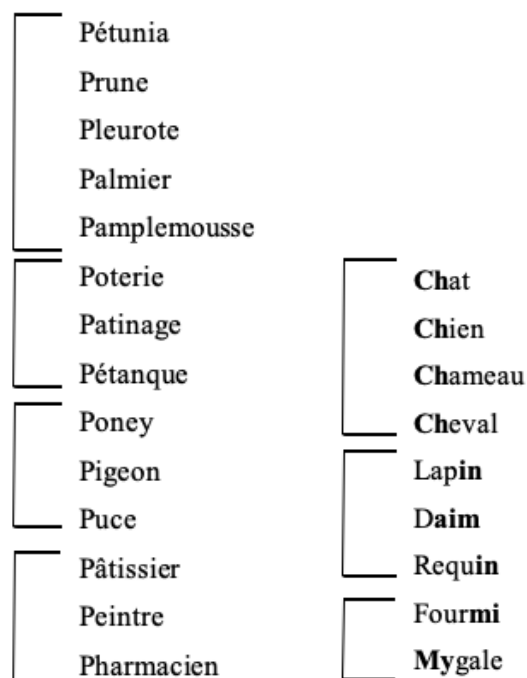 Pétunia
Prune
Pleurote
Palmier
Pamplemousse
Poterie
Patinage
Pétanque
Poney
Pigeon
Puce
Pâtissier
Peintre
Pharmacien
Chat
Chien
Chameau
Cheval
Lapin
Daim
Requin
Fourmi
Mygale